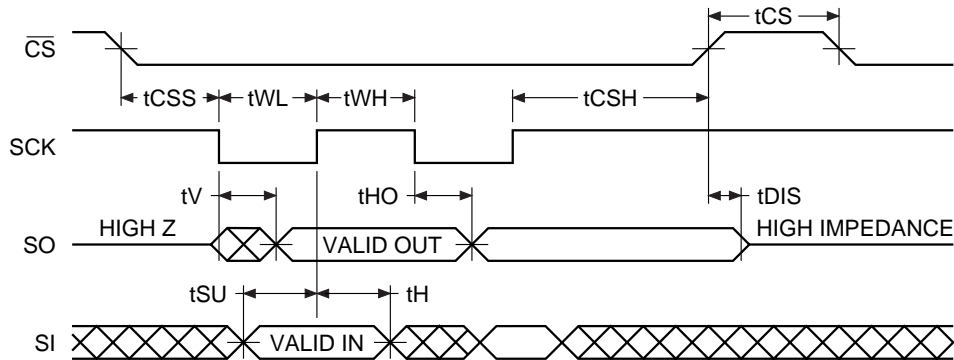 tCS
C̅S̅
tCSS tWL tWH tCSH
SCK
tV tHO tDIS
HIGH Z VALID OUT HIGH IMPEDANCE
SO
tSU tH
SI VALID IN